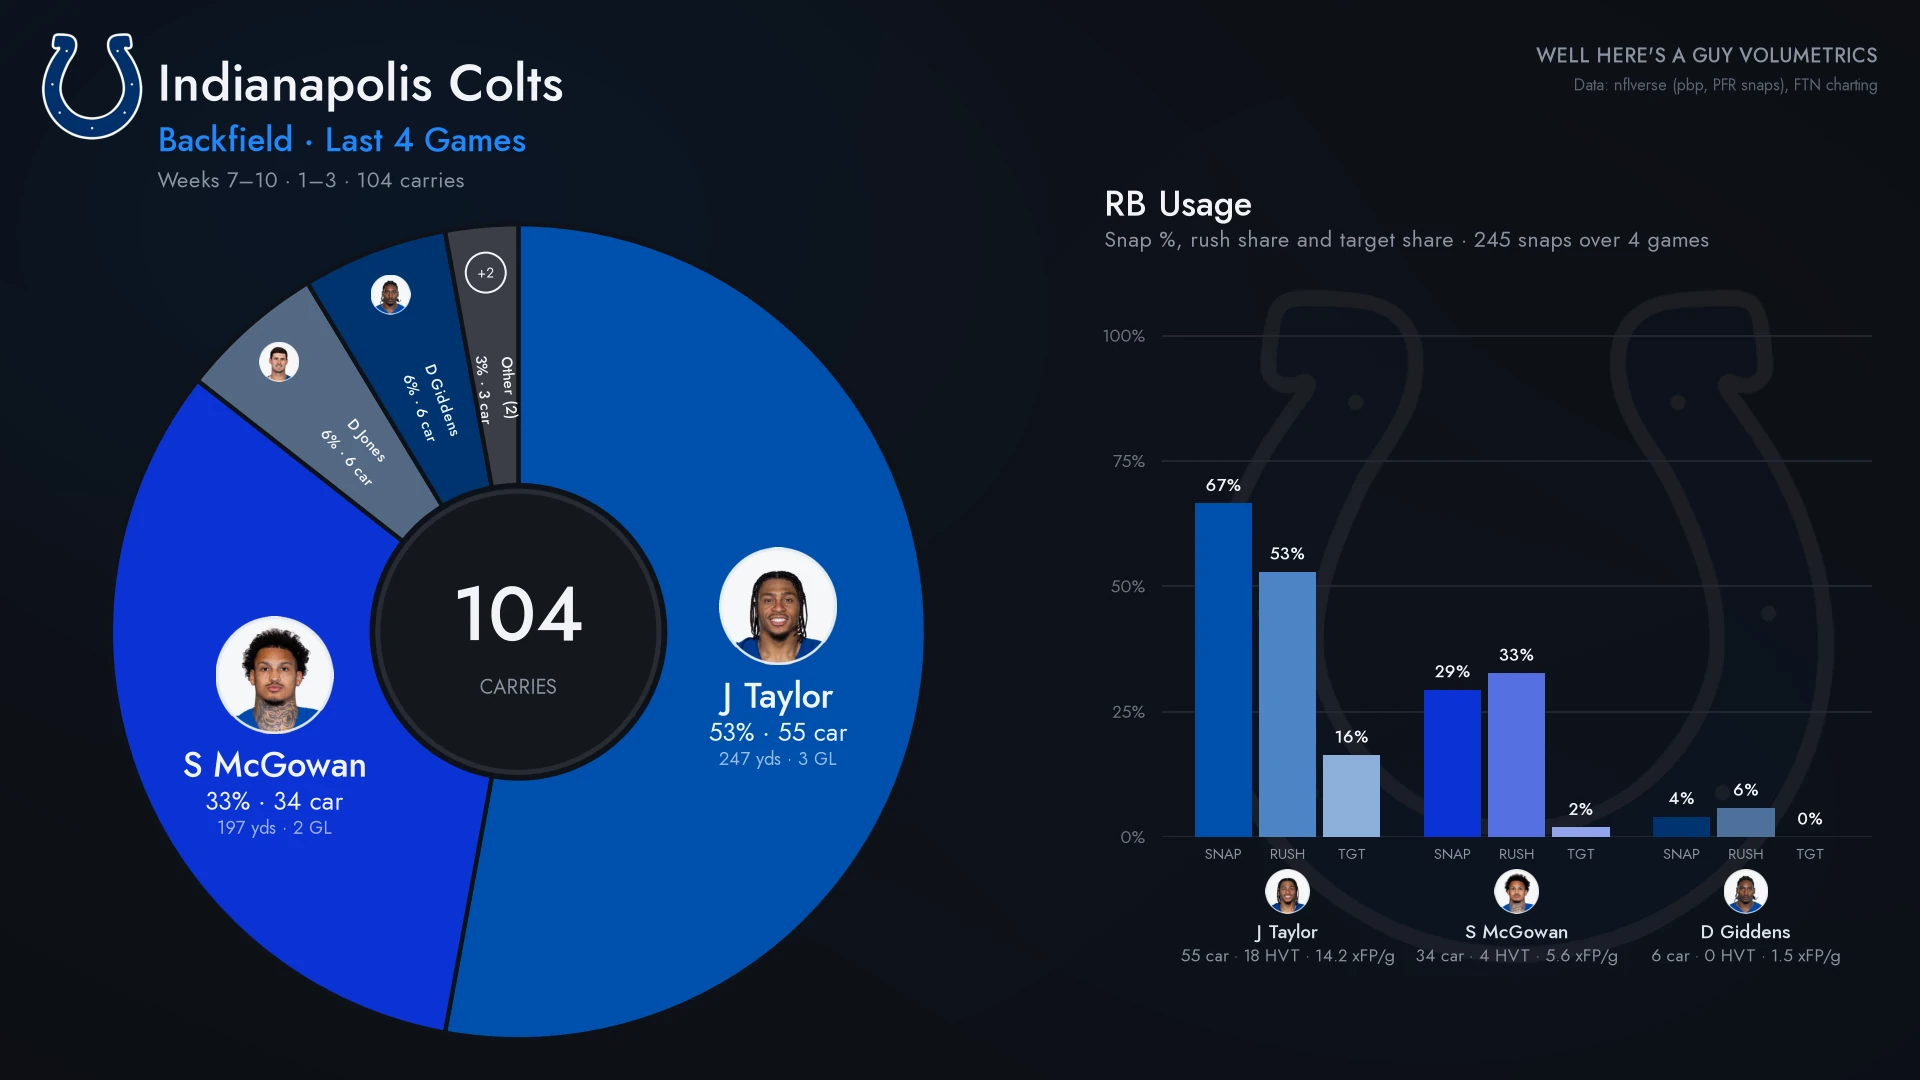 Indianapolis Colts
Backfield · Last 4 Games
Weeks 7–10 · 1–3 · 104 carries
WELL HERE'S A GUY VOLUMETRICS
Data: nflverse (pbp, PFR snaps), FTN charting
+2
Other (2)
3% · 3 car
D Giddens
6% · 6 car
D Jones
6% · 6 car
104
CARRIES
J Taylor
53% · 55 car
247 yds · 3 GL
S McGowan
33% · 34 car
197 yds · 2 GL
RB Usage
Snap %, rush share and target share · 245 snaps over 4 games
100%
75%
50%
25%
0%
67%
53%
16%
29%
33%
2%
4%
6%
0%
SNAP RUSH TGT SNAP RUSH TGT SNAP RUSH TGT
J Taylor
55 car · 18 HVT · 14.2 xFP/g
S McGowan
34 car · 4 HVT · 5.6 xFP/g
D Giddens
6 car · 0 HVT · 1.5 xFP/g